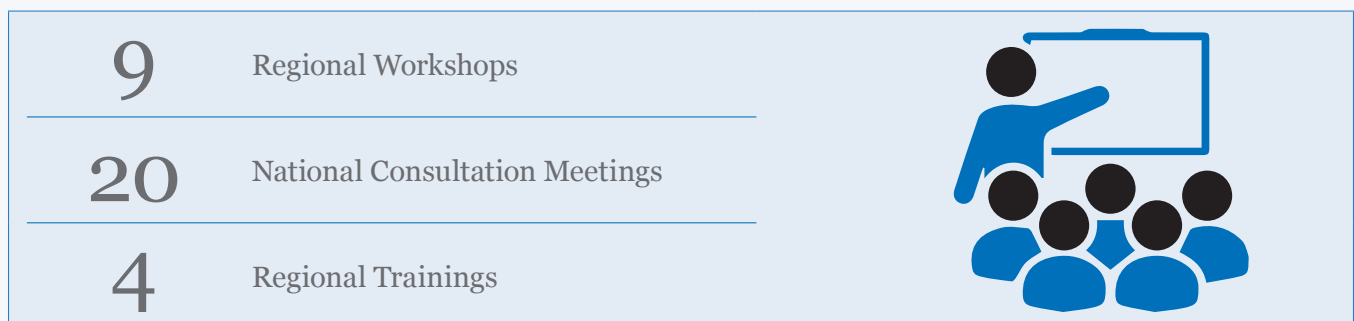 9 Regional Workshops
20 National Consultation Meetings
4 Regional Trainings